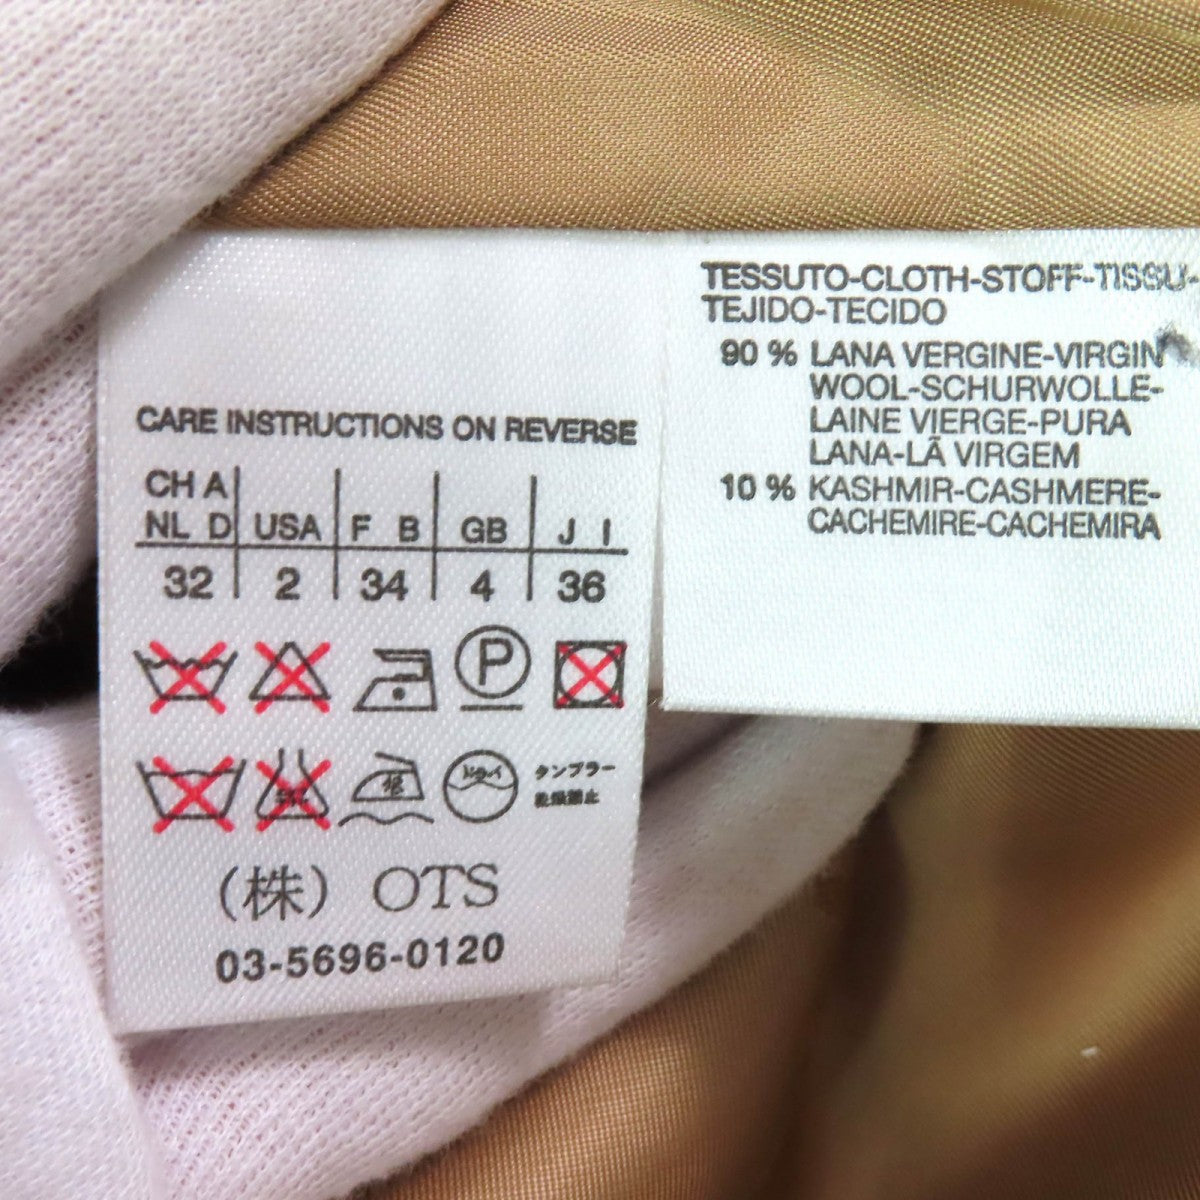 CARE INSTRUCTIONS ON REVERSE
CH A
NL D USA F B GB J I
32 2 34 4 36
P
低 ドライ タンブラー
乾燥禁止
(株) OTS
03-5696-0120
TESSUTO-CLOTH-STOFF-TISSU-
TEJIDO-TECIDO
90 % LANA VERGINE-VIRGIN
WOOL-SCHURWOLLE-
LAINE VIERGE-PURA
LANA-LÃ VIRGEM
10 % KASHMIR-CASHMERE-
CACHEMIRE-CACHEMIRA